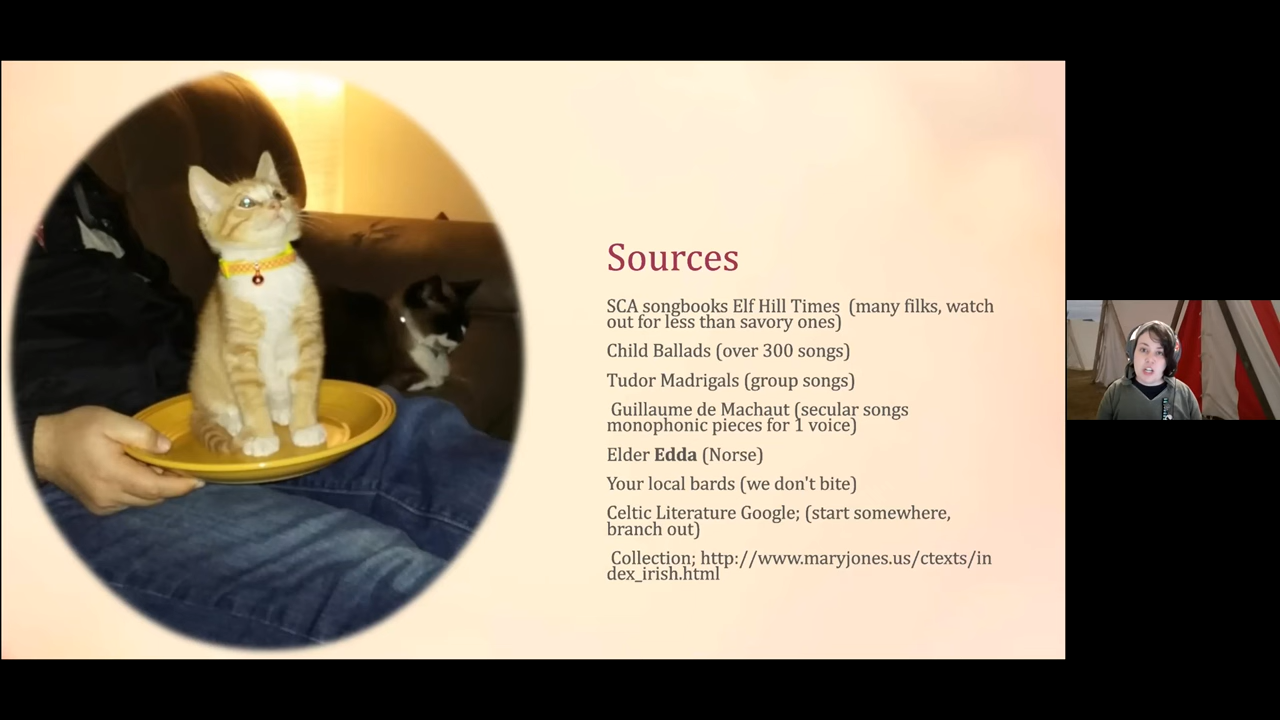 Sources
SCA songbooks Elf Hill Times  (many filks, watch
out for less than savory ones)
Child Ballads (over 300 songs)
Tudor Madrigals (group songs)
Guillaume de Machaut (secular songs
monophonic pieces for 1 voice)
Elder Edda (Norse)
Your local bards (we don't bite)
Celtic Literature Google; (start somewhere,
branch out)
Collection; http://www.maryjones.us/ctexts/in
dex_irish.html